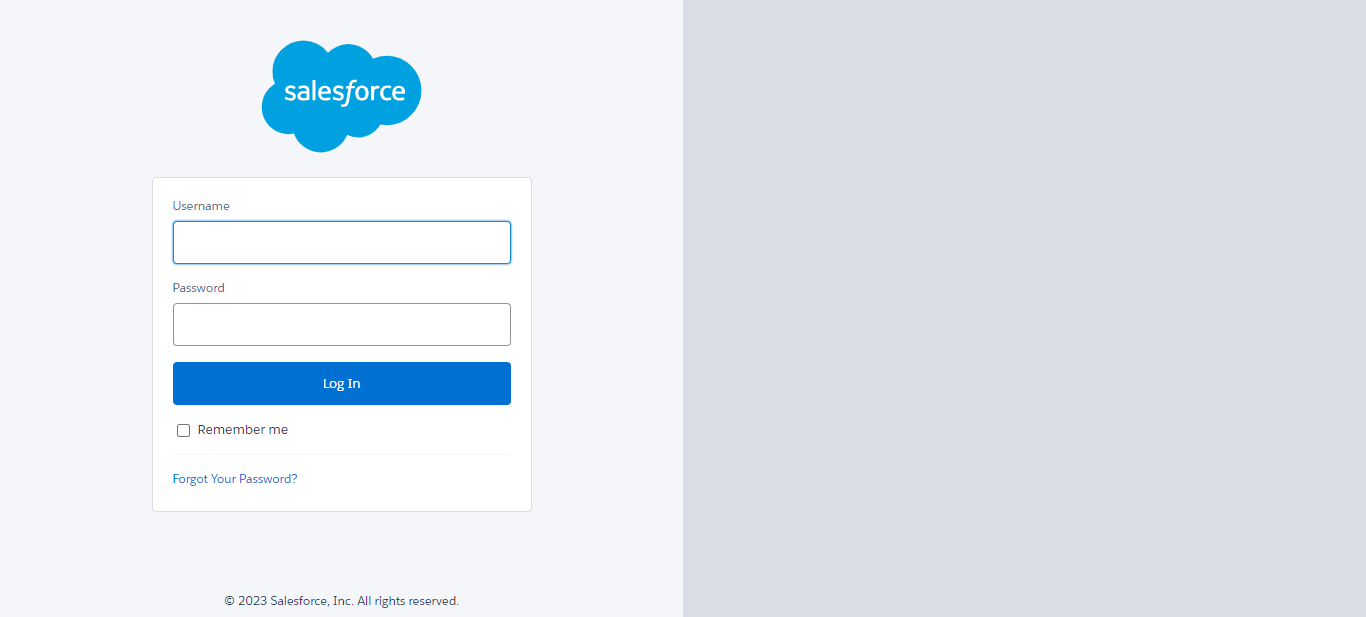 salesforce
Username
Password
Log In
Remember me
Forgot Your Password?
© 2023 Salesforce, Inc. All rights reserved.